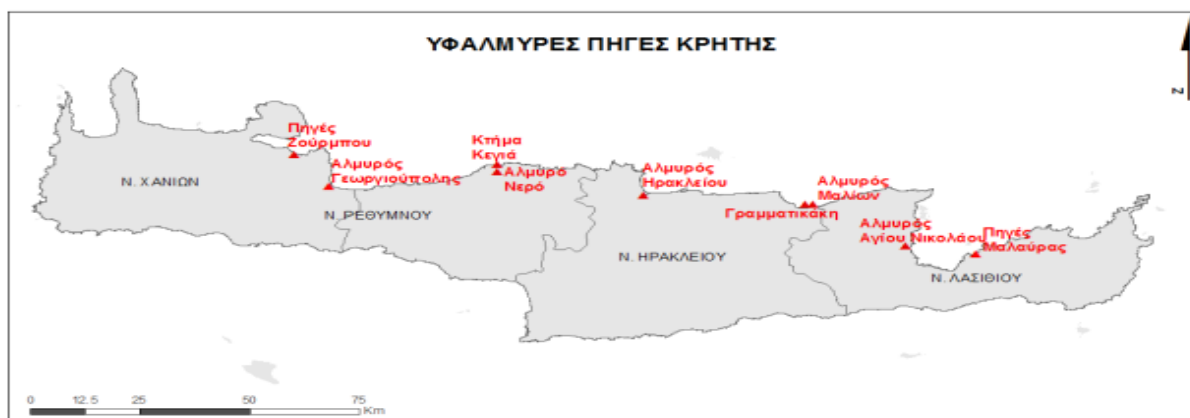 ΥΦΑΛΜΥΡΕΣ ΠΗΓΕΣ ΚΡΗΤΗΣ
Z
Πηγές
Ζούρμπου
Κτήμα
Κεγιά
Αλμυρός
Γεωργιούπολης
Αλμυρό
Νερό
Αλμυρός
Ηρακλείου
Αλμυρός
Μαλίων
Γραμματικάκη
Αλμυρός
Αγίου Νικολάου
Πηγές
Μαλαύρας
Ν. ΧΑΝΙΩΝ
Ν. ΡΕΘΥΜΝΟΥ
Ν. ΗΡΑΚΛΕΙΟΥ
Ν. ΛΑΣΙΘΙΟΥ
0 12.5 25 50 75
Km